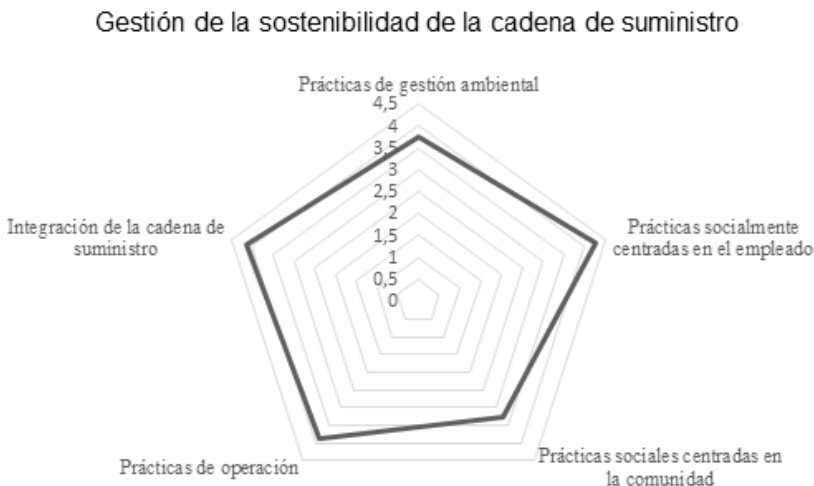 Gestión de la sostenibilidad de la cadena de suministro
Prácticas de gestión ambiental
4,5
4
3,5
3
2,5
2
1,5
1
0,5
0
Prácticas socialmente
centradas en el empleado
Prácticas sociales centradas en
la comunidad
Prácticas de operación
Integración de la cadena de
suministro